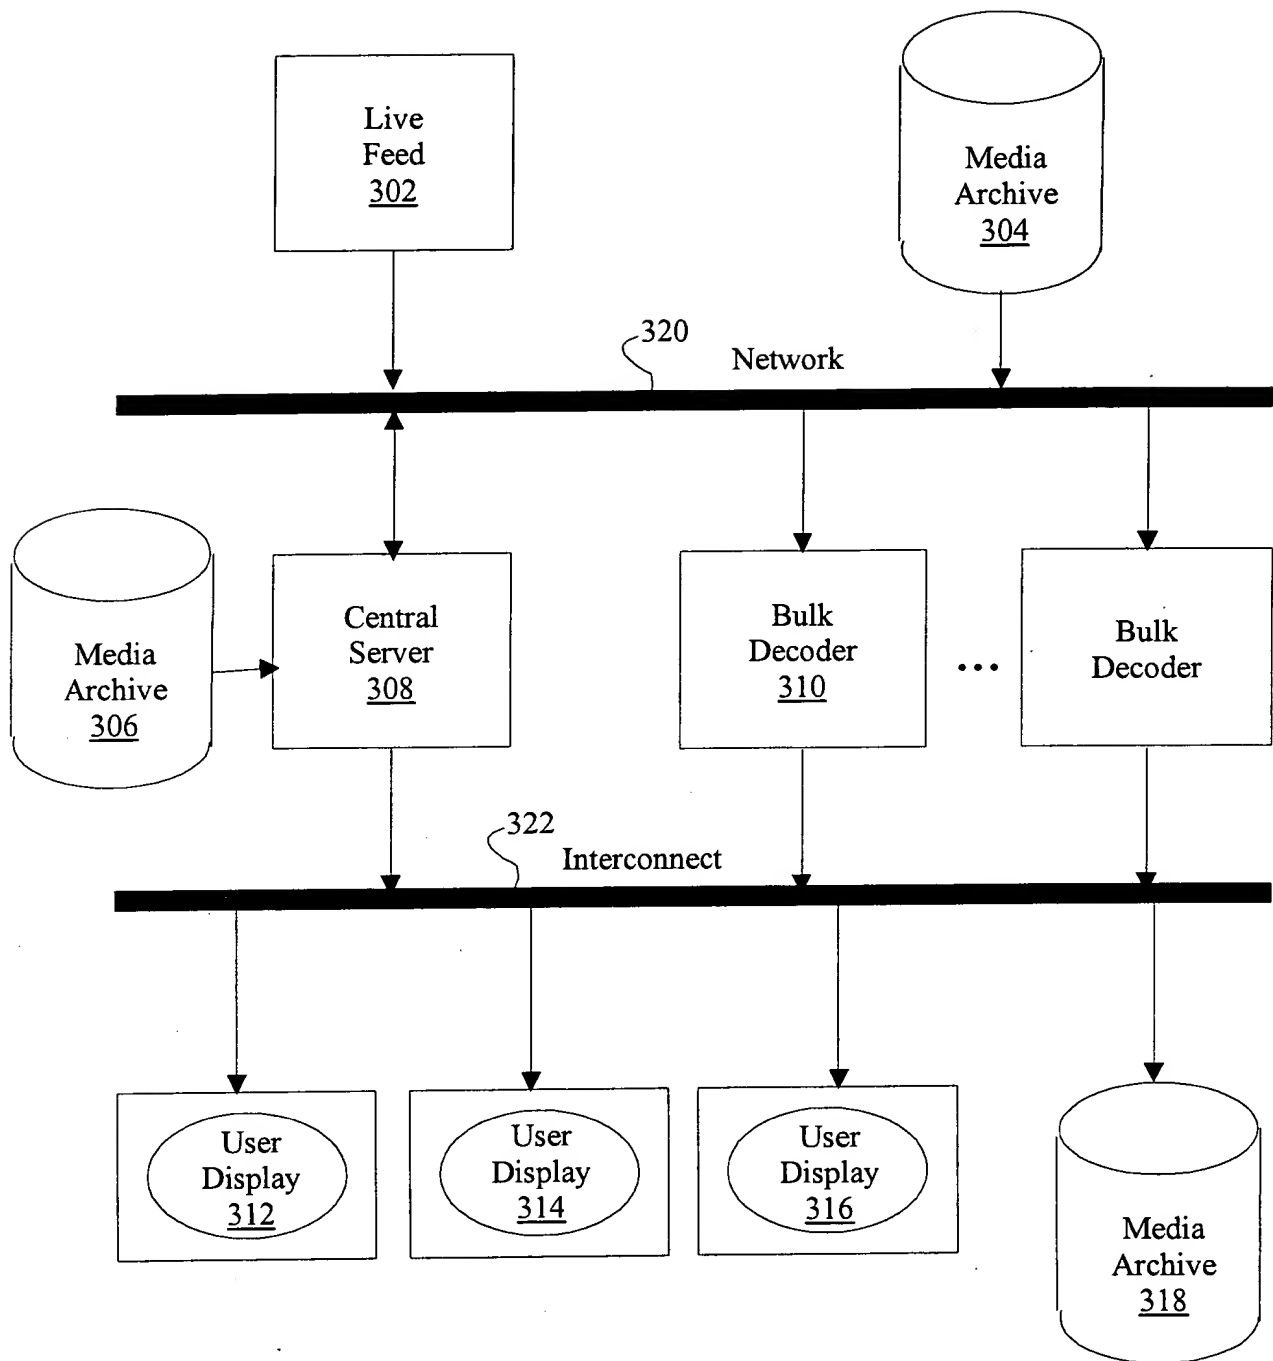 Live
Feed
302
Media
Archive
304
320
Network
Media
Archive
306
Central
Server
308
Bulk
Decoder
310
...
Bulk
Decoder
322
Interconnect
User
Display
312
User
Display
314
User
Display
316
Media
Archive
318